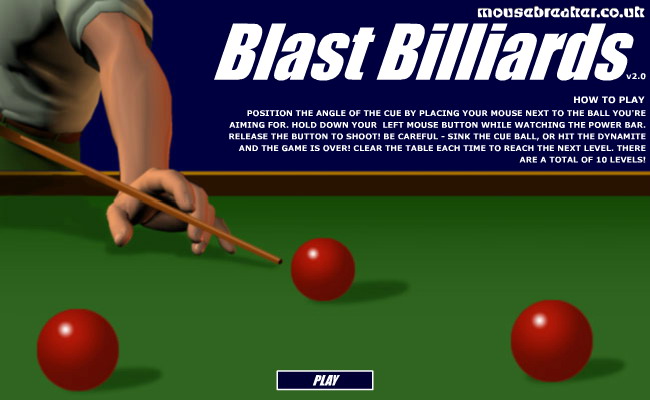 mousebreaker.co.uk
Blast Billiards v2.0
HOW TO PLAY
POSITION THE ANGLE OF THE CUE BY PLACING YOUR MOUSE NEXT TO THE BALL YOU'RE
AIMING FOR. HOLD DOWN YOUR LEFT MOUSE BUTTON WHILE WATCHING THE POWER BAR.
RELEASE THE BUTTON TO SHOOT! BE CAREFUL - SINK THE CUE BALL, OR HIT THE DYNAMITE
AND THE GAME IS OVER! CLEAR THE TABLE EACH TIME TO REACH THE NEXT LEVEL. THERE
ARE A TOTAL OF 10 LEVELS!
PLAY